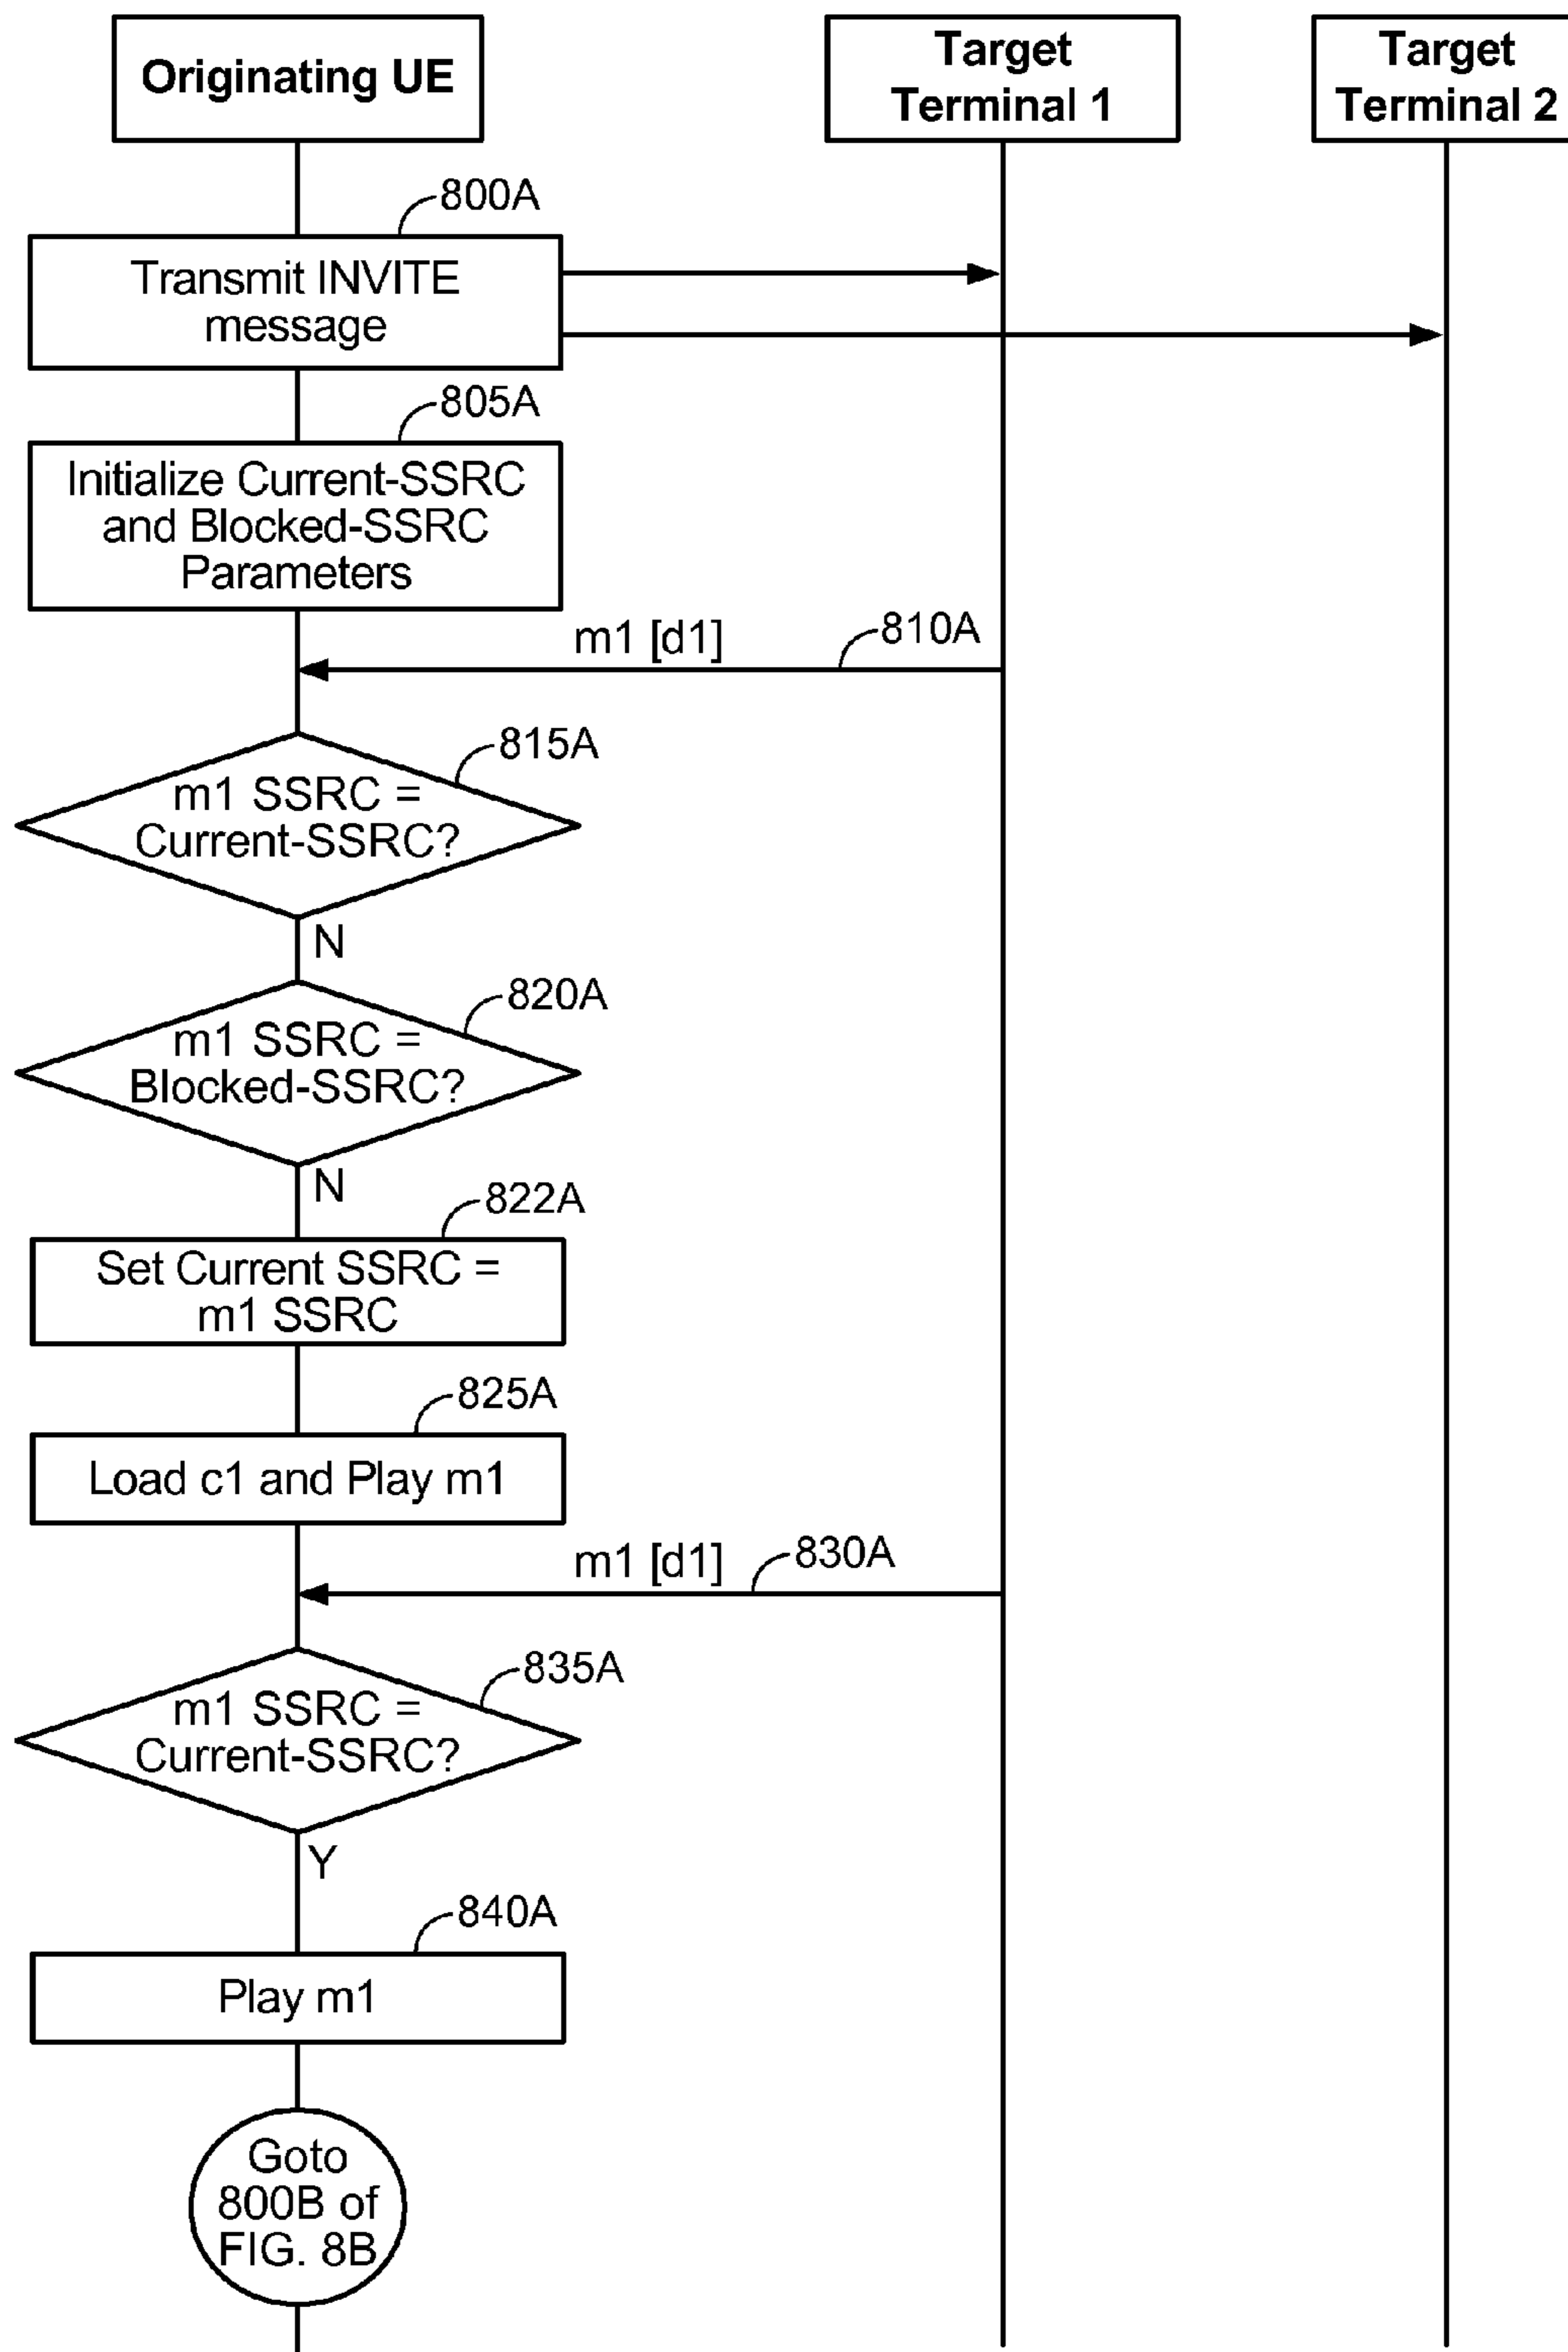 Originating UE
Target
Terminal 1
Target
Terminal 2
800A
Transmit INVITE
message
805A
Initialize Current-SSRC
and Blocked-SSRC
Parameters
m1 [d1]
810A
815A
m1 SSRC =
Current-SSRC?
N
820A
m1 SSRC =
Blocked-SSRC?
N
822A
Set Current SSRC =
m1 SSRC
825A
Load c1 and Play m1
m1 [d1]
830A
835A
m1 SSRC =
Current-SSRC?
Y
840A
Play m1
Goto
800B of
FIG. 8B